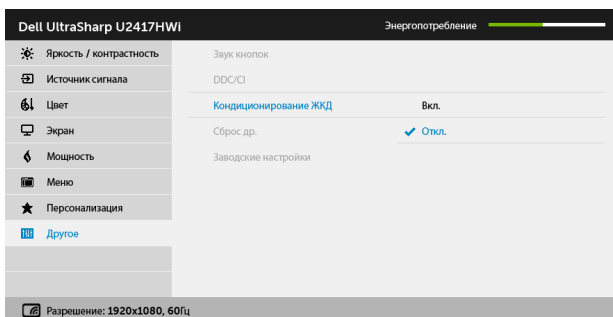 Dell UltraSharp U2417HWi
Энергопотребление
Яркость / контрастность
Звук кнопок
Источник сигнала
DDC/CI
Цвет
Кондиционирование ЖКД
Вкл.
Экран
Сброс др.
Откл.
Мощность
Заводские настройки
Меню
Персонализация
Другое
Разрешение: 1920x1080, 60Гц